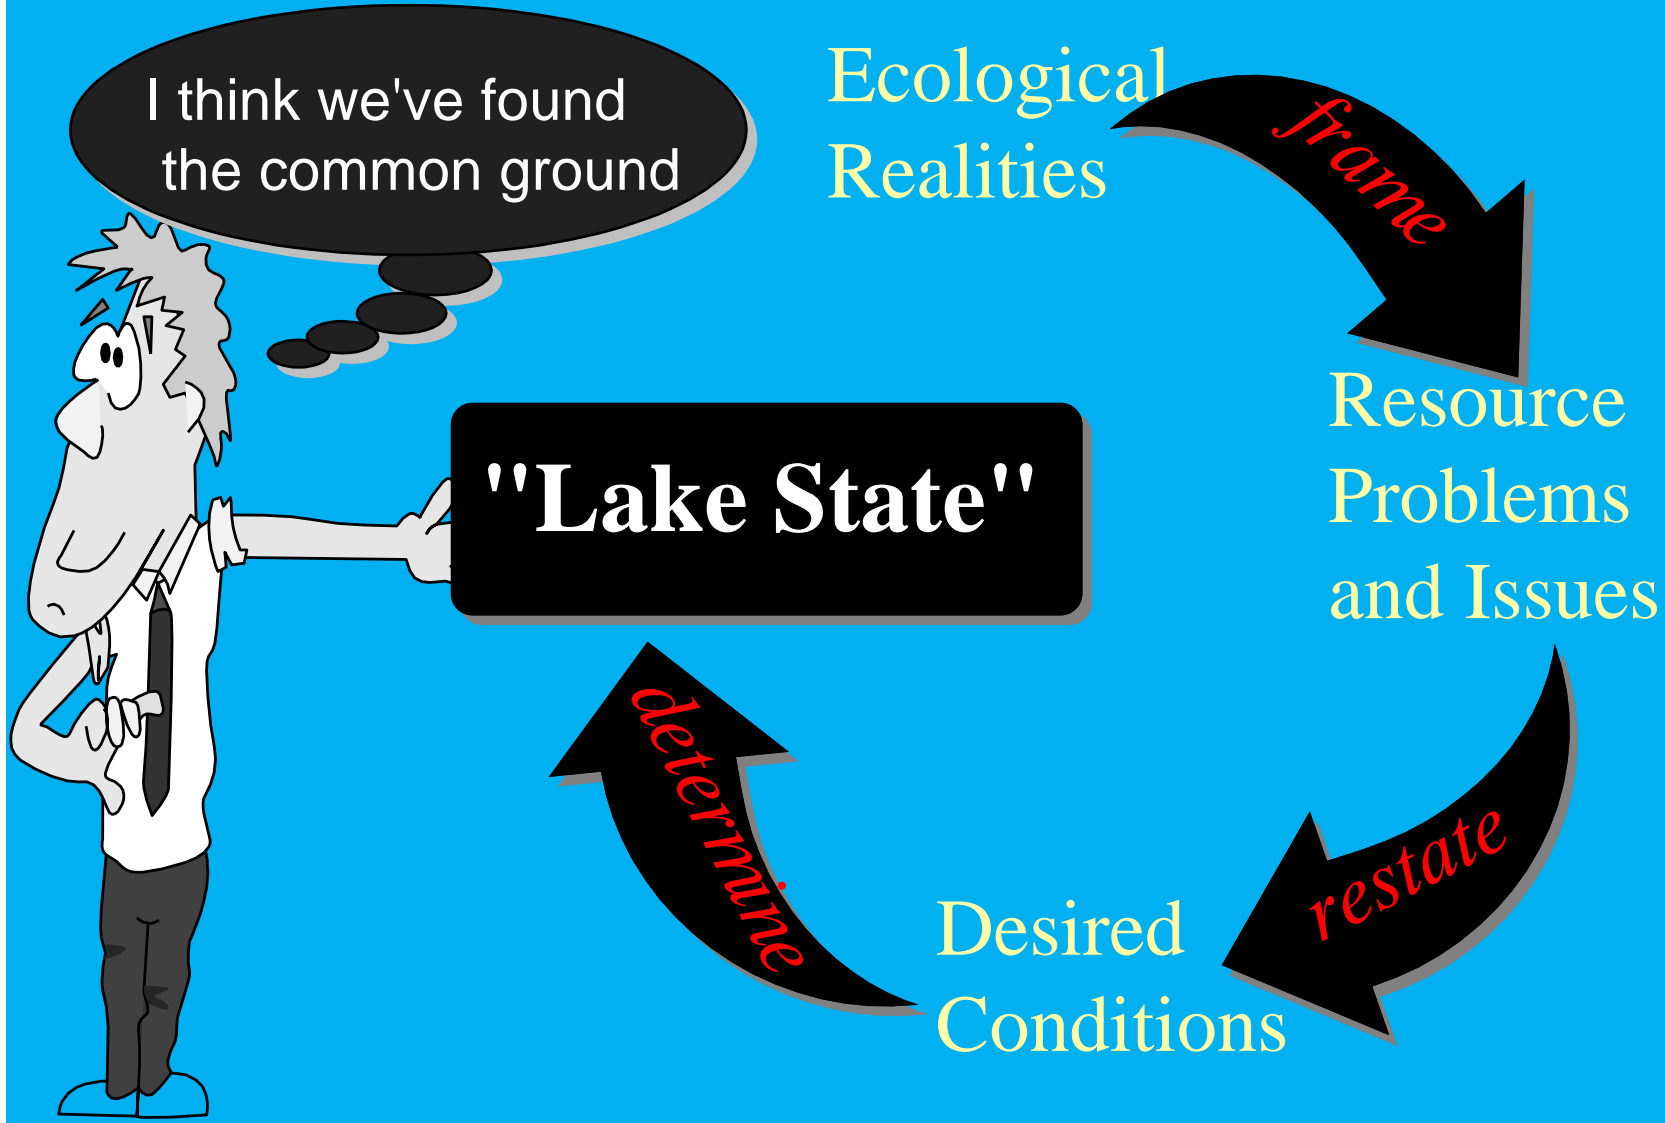 I think we've found
the common ground
Ecological
Realities
frame
Resource
Problems
and Issues
"Lake State"
restate
determine
Desired
Conditions